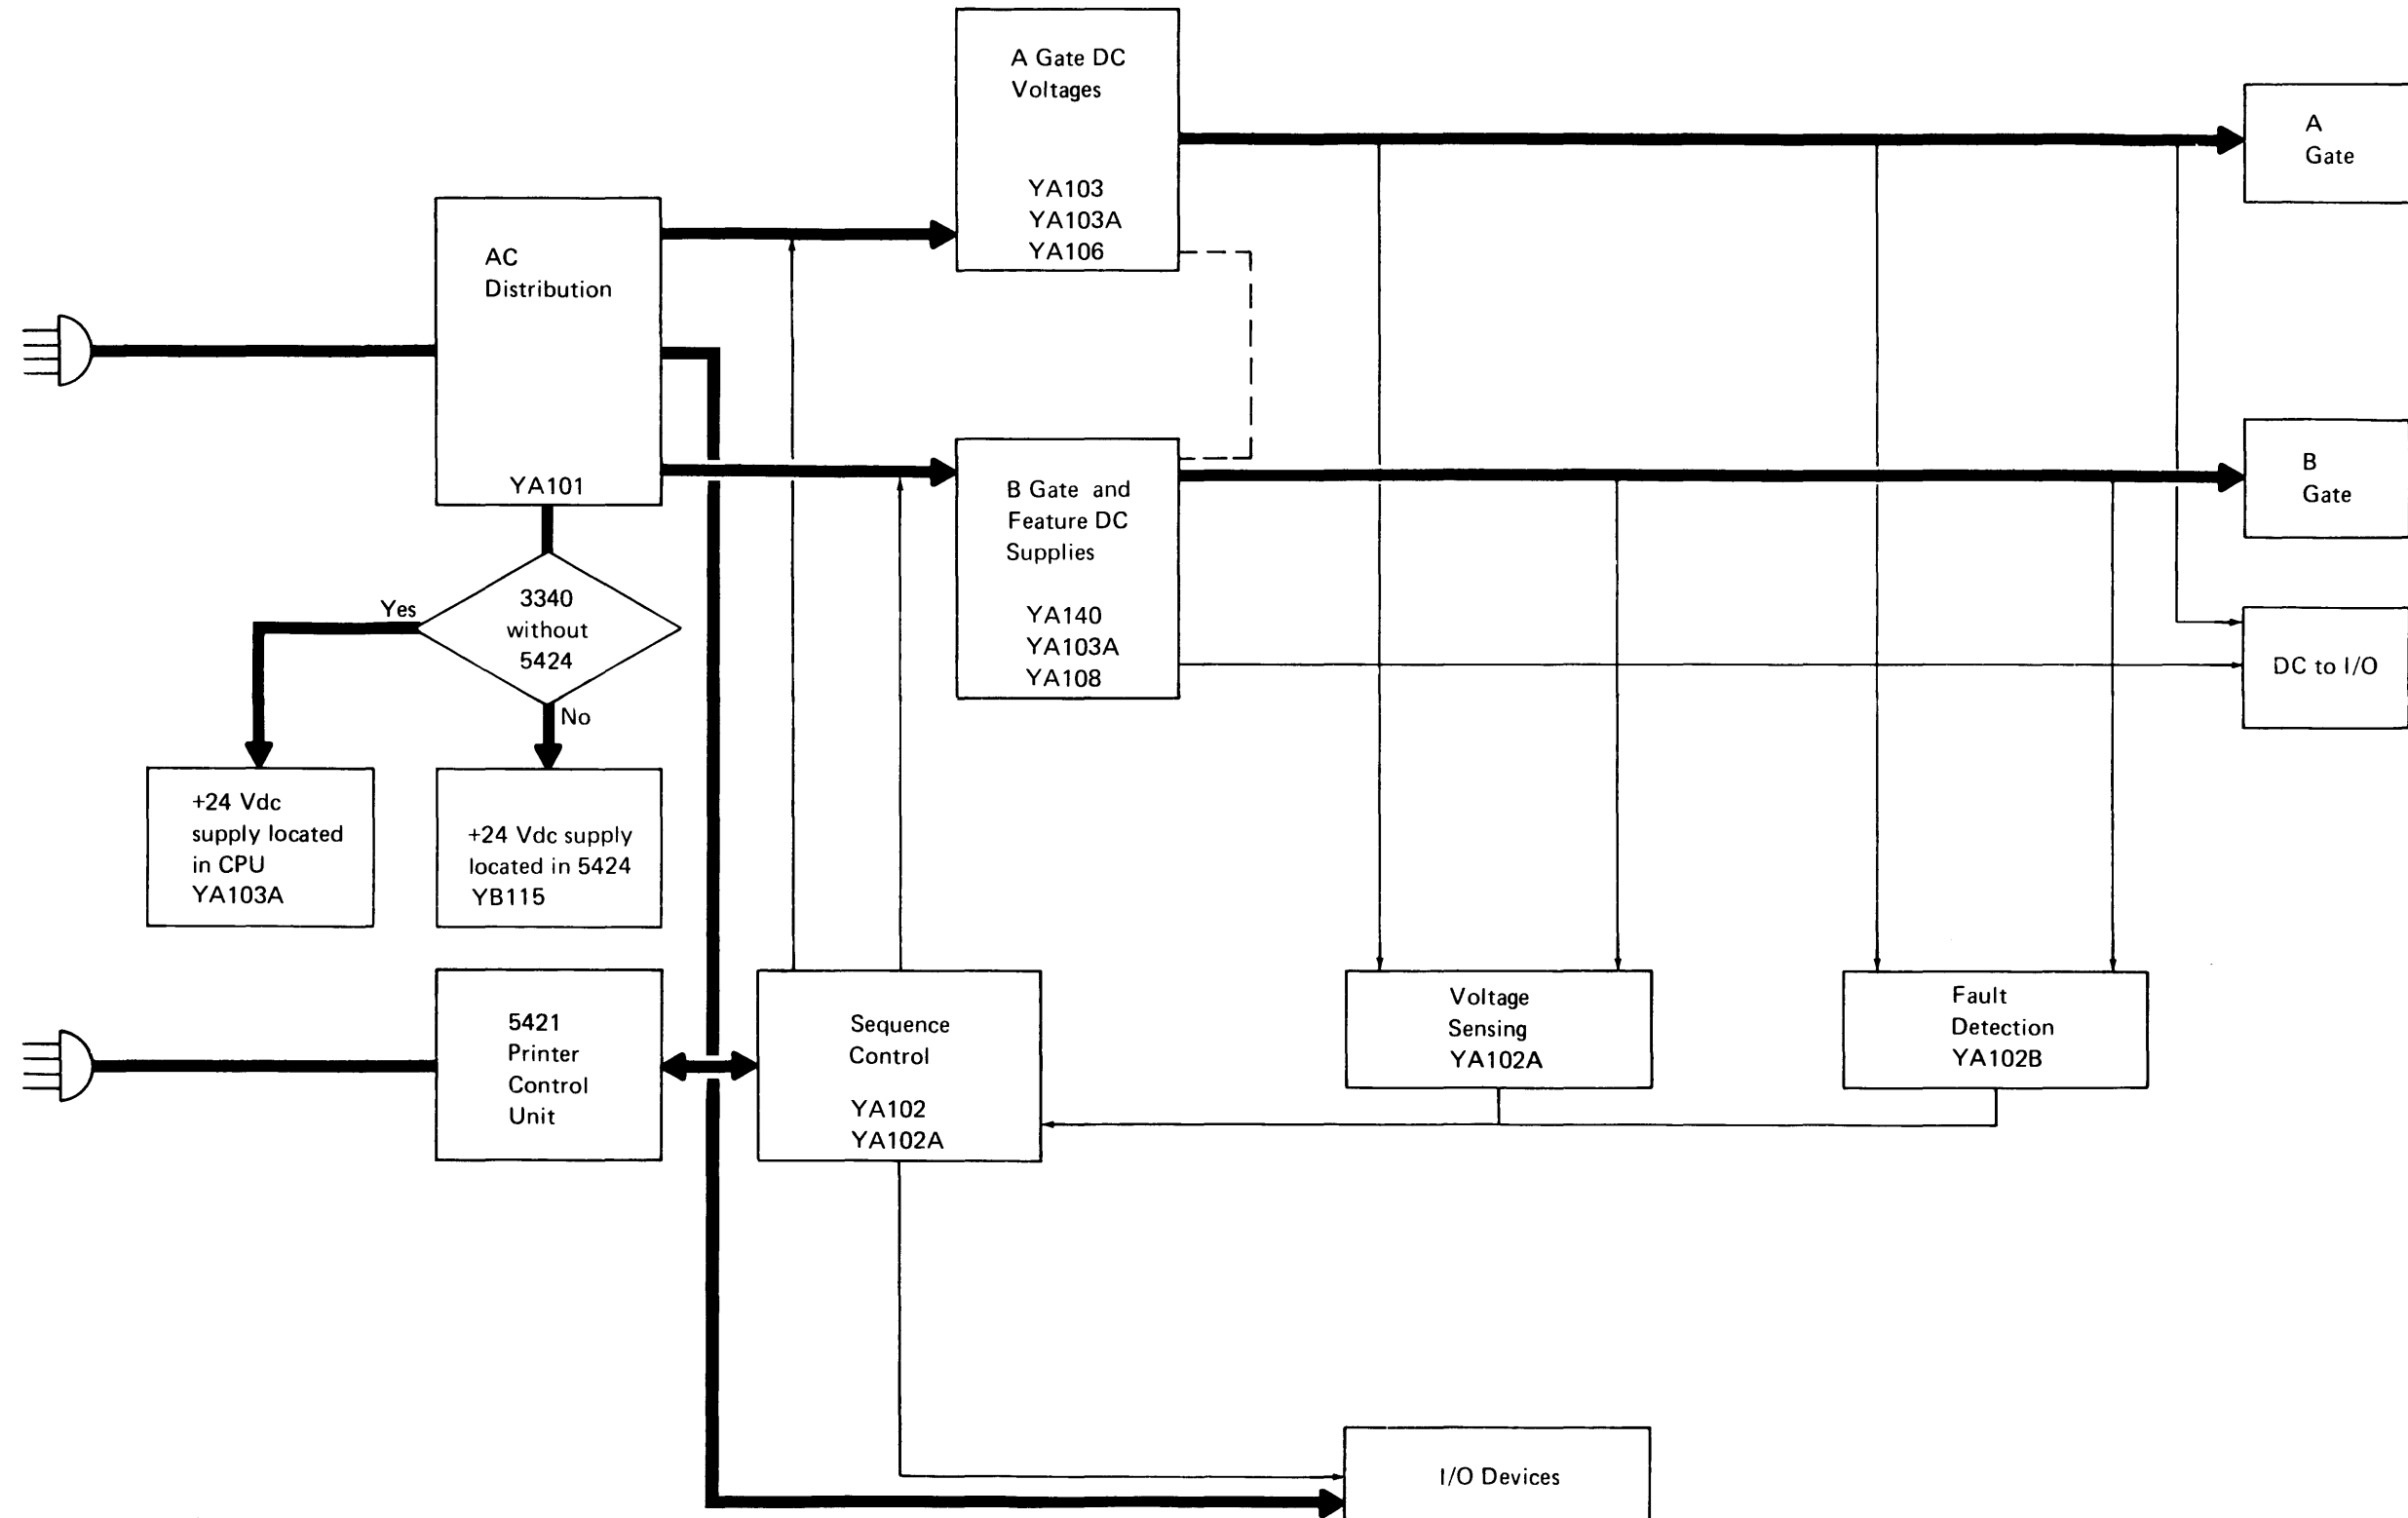 A Gate DC
Voltages
YA103
YA103A
YA106
A
Gate
AC
Distribution
YA101
B Gate and
Feature DC
Supplies
YA140
YA103A
YA108
B
Gate
DC to I/O
3340
without
5424
Yes
No
+24 Vdc
supply located
in CPU
YA103A
+24 Vdc supply
located in 5424
YB115
5421
Printer
Control
Unit
Sequence
Control
YA102
YA102A
Voltage
Sensing
YA102A
Fault
Detection
YA102B
I/O Devices